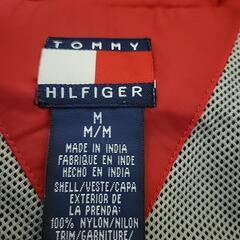 TOMMY
HILFIGER
M
M/M
MADE IN INDIA
FABRIQUE EN INDE
HECHO EN INDIA
SHELL/VESTE/CAPA
EXTERIOR DE
LA PRENDA:
100% NYLON/NILON
TRIM/GARNITURE/